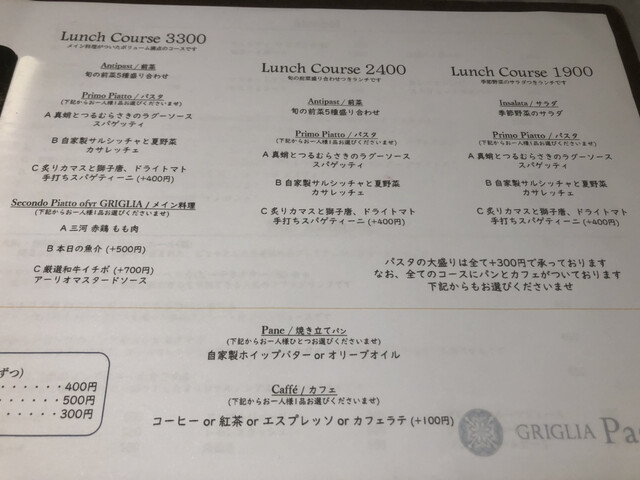 Lunch Course 3300
メイン料理がついたボリューム満点のコースです
Antipast / 前菜
旬の前菜5種盛り合わせ
Primo Piatto / パスタ
(下記からお一人様1品お選びくださいませ)
A 真蛸とつるむらさきのラグーソース
スパゲッティ
B 自家製サルシッチャと夏野菜
カサレッチェ
C 炙りカマスと獅子唐、ドライトマト
手打ちスパゲティーニ (+400円)
Secondo Piatto ofyr GRIGLIA / メイン料理
(下記からお一人様1品お選びくださいませ)
A 三河 赤鶏 もも肉
B 本日の魚介 (+500円)
C 厳選和牛イチボ (+700円)
アーリオマスタードソース
Lunch Course 2400
旬の前菜盛り合わせつきランチです
Antipast / 前菜
旬の前菜5種盛り合わせ
Primo Piatto / パスタ
(下記からお一人様1品お選びくださいませ)
A 真蛸とつるむらさきのラグーソース
スパゲッティ
B 自家製サルシッチャと夏野菜
カサレッチェ
C 炙りカマスと獅子唐、ドライトマト
手打ちスパゲティーニ (+400円)
Lunch Course 1900
季節野菜のサラダつきランチです
Insalata / サラダ
季節野菜のサラダ
Primo Piatto / パスタ
(下記からお一人様1品お選びくださいませ)
A 真蛸とつるむらさきのラグーソース
スパゲッティ
B 自家製サルシッチャと夏野菜
カサレッチェ
C 炙りカマスと獅子唐、ドライトマト
手打ちスパゲティーニ (+400円)
パスタの大盛りは全て+300円で承っております
なお、全てのコースにパンとカフェがついております
下記からもお選びくださいませ
Pane / 焼き立てパン
(下記からお一人様ひとつお選びくださいませ)
自家製ホイップバター or オリーブオイル
Caffé / カフェ
(下記からお一人様1品お選びくださいませ)
コーヒー or 紅茶 or エスプレッソ or カフェラテ (+100円)
ずつ)
・・・・・・400円
・・・・・・500円
・・・・300円
GRIGLIA Pa